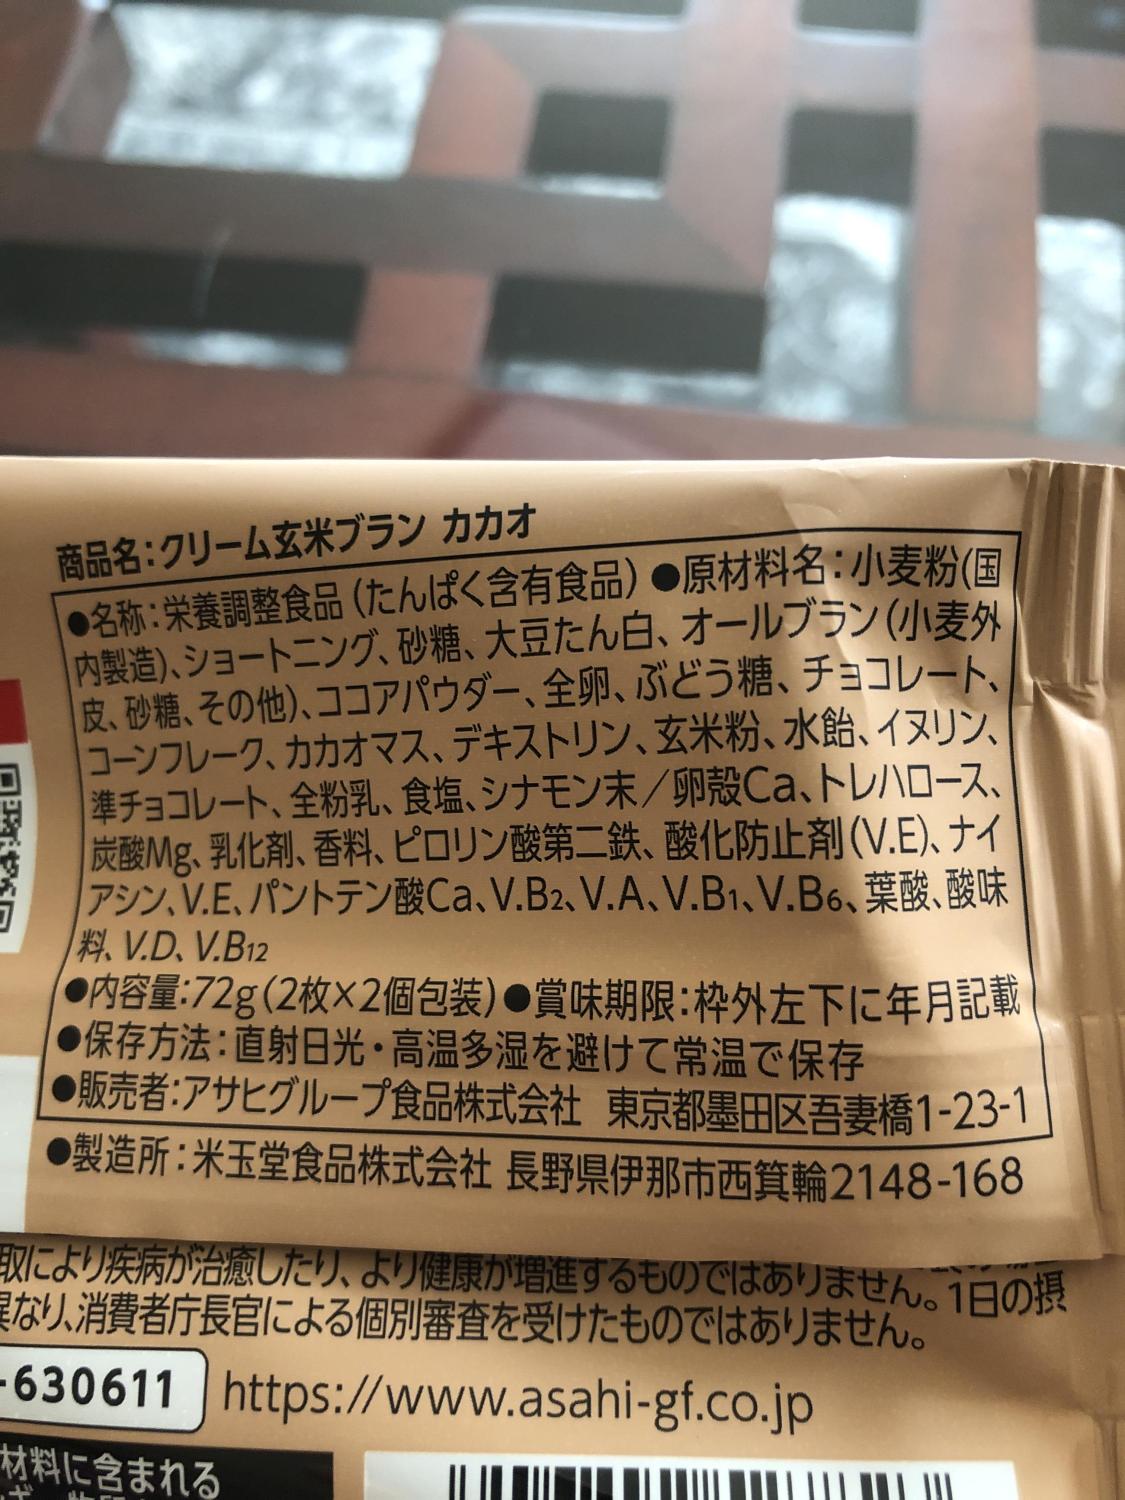 商品名:クリーム玄米ブラン カカオ
●名称:栄養調整食品(たんぱく含有食品)●原材料名:小麦粉(国
内製造)、ショートニング、砂糖、大豆たん白、オールブラン(小麦外
皮、砂糖、その他)、ココアパウダー、全卵、ぶどう糖、チョコレート、
コーンフレーク、カカオマス、デキストリン、玄米粉、水飴、イヌリン、
準チョコレート、全粉乳、食塩、シナモン末/卵殻Ca、トレハロース、
炭酸Mg、乳化剤、香料、ピロリン酸第二鉄、酸化防止剤(V.E)、ナイ
アシン、V.E、パントテン酸Ca、V.B2、V.A、V.B1、V.B6、葉酸、酸味
料、V.D、V.B12
●内容量:72g(2枚×2個包装)●賞味期限:枠外左下に年月記載
●保存方法:直射日光・高温多湿を避けて常温で保存
●販売者:アサヒグループ食品株式会社 東京都墨田区吾妻橋1-23-1
●製造所:米玉堂食品株式会社 長野県伊那市西箕輪2148-168
取により疾病が治癒したり、より健康が増進するものではありません。1日の摂
異なり、消費者庁長官による個別審査を受けたものではありません。
-630611
https://www.asahi-gf.co.jp
材料に含まれる